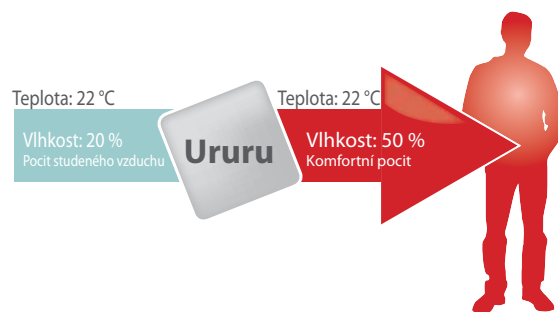 Teplota: 22 °C
Vlhkost: 20 %
Pocit studeného vzduchu
Ururu
Teplota: 22 °C
Vlhkost: 50 %
Komfortní pocit